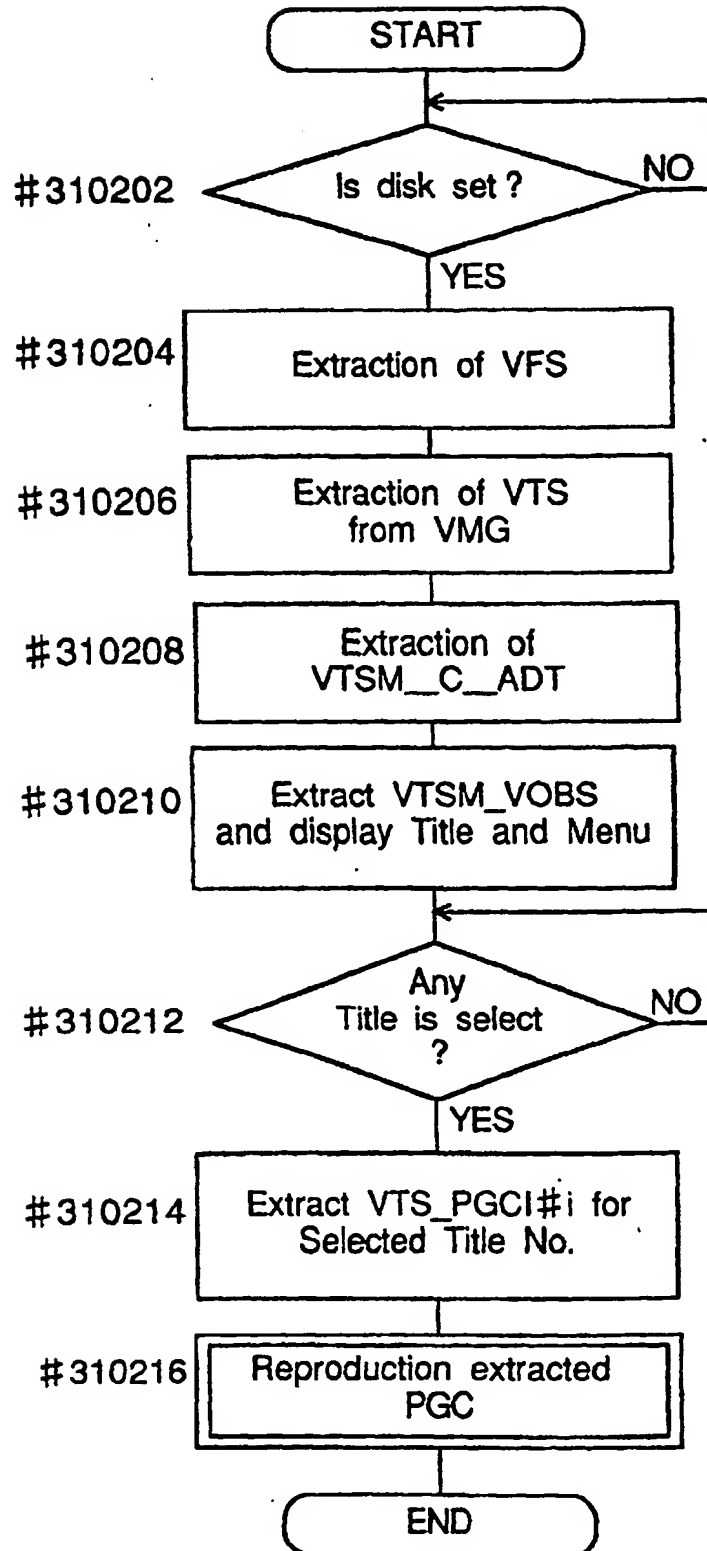 START
#310202
Is disk set ?
NO
YES
#310204
Extraction of VFS
#310206
Extraction of VTS
from VMG
#310208
Extraction of
VTSM__C__ADT
#310210
Extract VTSM_VOBS
and display Title and Menu
#310212
Any
Title is select
?
NO
YES
#310214
Extract VTS_PGCI#i for
Selected Title No.
#310216
Reproduction extracted
PGC
END